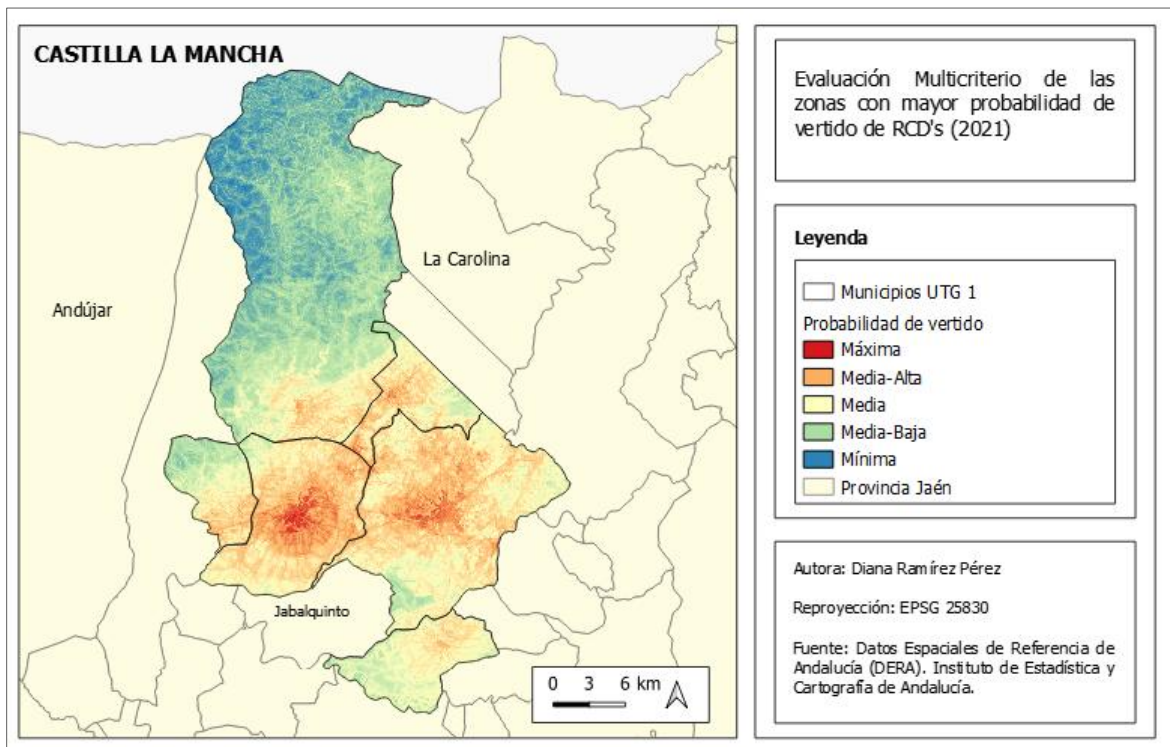 CASTILLA LA MANCHA
Andújar
La Carolina
Jabalquinto
0 3 6 km
Evaluación Multicriterio de las
zonas con mayor probabilidad de
vertido de RCD's (2021)
Leyenda
Municipios UTG 1
Probabilidad de vertido
Máxima
Media-Alta
Media
Media-Baja
Mínima
Provincia Jaén
Autora: Diana Ramírez Pérez
Reproyección: EPSG 25830
Fuente: Datos Espaciales de Referencia de
Andalucía (DERA). Instituto de Estadística y
Cartografía de Andalucía.